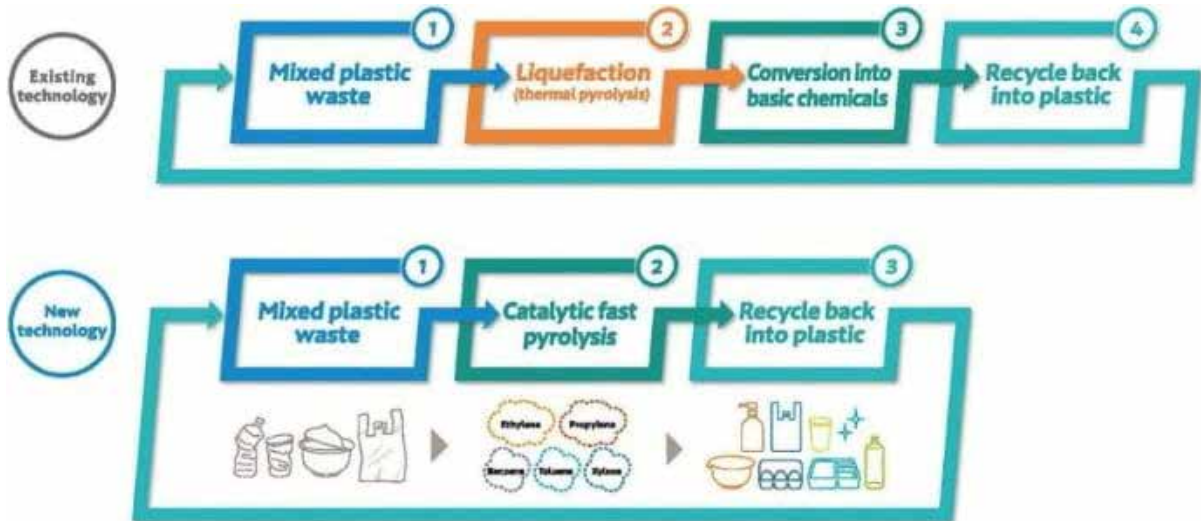 Existing
technology
1
Mixed plastic
waste
2
Liquefaction
(thermal pyrolysis)
3
Conversion into
basic chemicals
4
Recycle back
into plastic
New
technology
1
Mixed plastic
waste
2
Catalytic fast
pyrolysis
3
Recycle back
into plastic
Ethylene
Propylene
Benzene
Toluene
Xylene